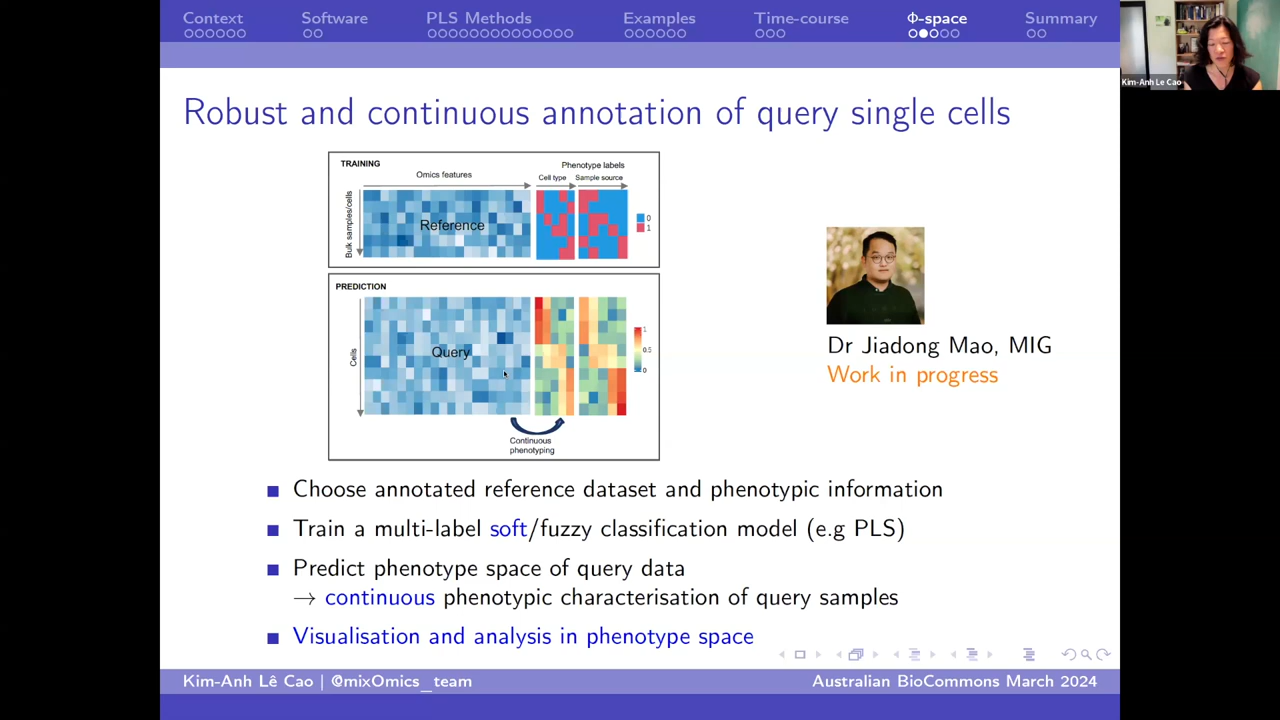 Context Software PLS Methods Examples Time-course Φ-space Summary
Kim-Anh Le Cao
Robust and continuous annotation of query single cells
TRAINING
Phenotype labels
Omics features
Cell type Sample source
Bulk samples/cells
Reference
0
1
PREDICTION
Cells
Query
1
0.5
0
Continuous
phenotyping
Dr Jiadong Mao, MIG
Work in progress
Choose annotated reference dataset and phenotypic information
Train a multi-label soft/fuzzy classification model (e.g PLS)
Predict phenotype space of query data
→ continuous phenotypic characterisation of query samples
Visualisation and analysis in phenotype space
Kim-Anh Lê Cao | @mixOmics_team Australian BioCommons March 2024